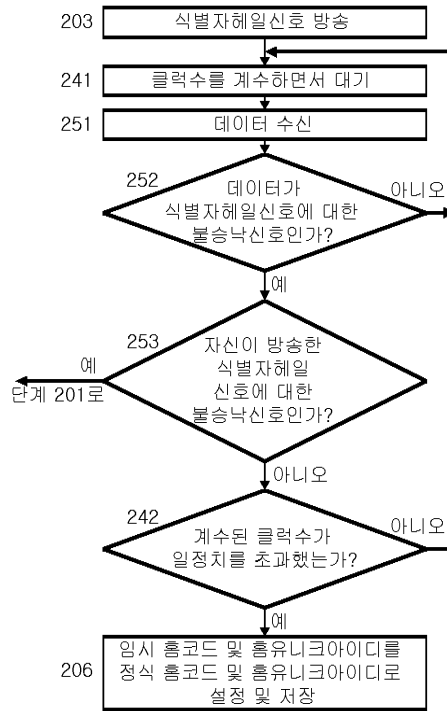 203
식별자헤일신호 방송
241
클럭수를 계수하면서 대기
251
데이터 수신
252
데이터가
식별자헤일신호에 대한
불승낙신호인가?
아니오
예
253
자신이 방송한
식별자헤일
신호에 대한
불승낙신호인가?
예
단계 201로
아니오
242
계수된 클럭수가
일정치를 초과했는가?
아니오
예
206
임시 홈코드 및 홈유니크아이디를
정식 홈코드 및 홈유니크아이디로
설정 및 저장